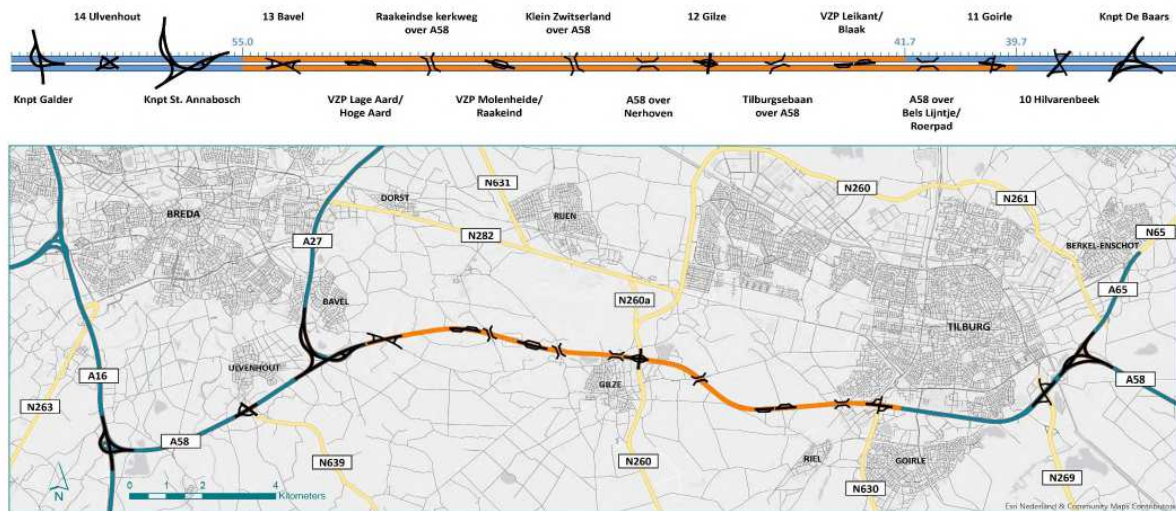 14 Ulvenhout
13 Bavel
Raakeindse kerkweg
over A58
Klein Zwitserland
over A58
12 Gilze
VZP Leikant/
Blaak
11 Goirle
Knpt De Baars
55.0
41.7
39.7
Knpt Galder
Knpt St. Annabosch
VZP Lage Aard/
Hoge Aard
VZP Molenheide/
Raakeind
A58 over
Nerhoven
Tilburgsebaan
over A58
A58 over
Bels Lijntje/
Roerpad
10 Hilvarenbeek
BREDA
DORST
N631
RIJEN
N260
N261
N65
BERKEL-ENSCHOT
A27
N282
BAVEL
N260a
A65
TILBURG
ULVENHOUT
A16
GILZE
A58
N263
A58
N639
N260
RIEL
GOIRLE
N630
N269
N
0 1 2 4
Kilometers
Esri Nederland & Community Maps Contributors